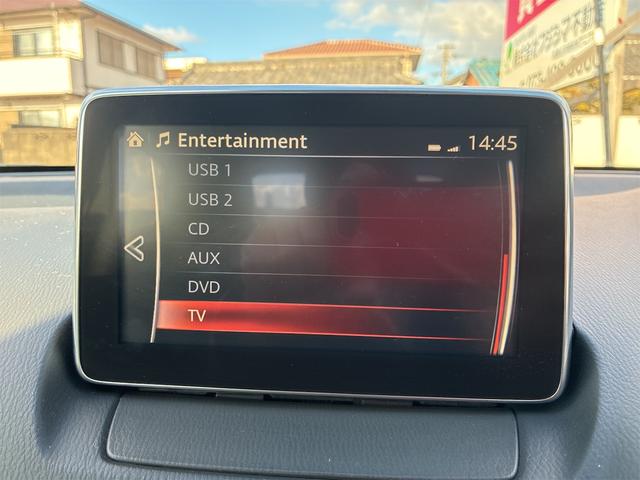 Entertainment
14:45
USB 1
USB 2
CD
AUX
DVD
TV